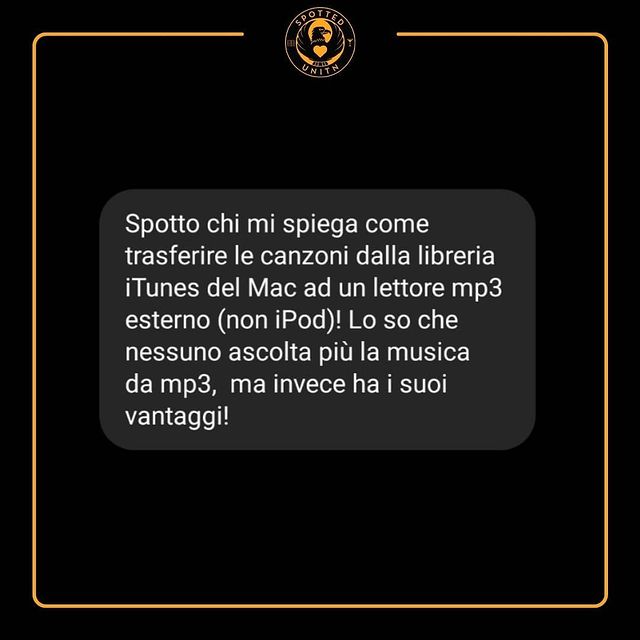 SPOTTED
UNITN
Spotto chi mi spiega come
trasferire le canzoni dalla libreria
iTunes del Mac ad un lettore mp3
esterno (non iPod)! Lo so che
nessuno ascolta più la musica
da mp3,  ma invece ha i suoi
vantaggi!